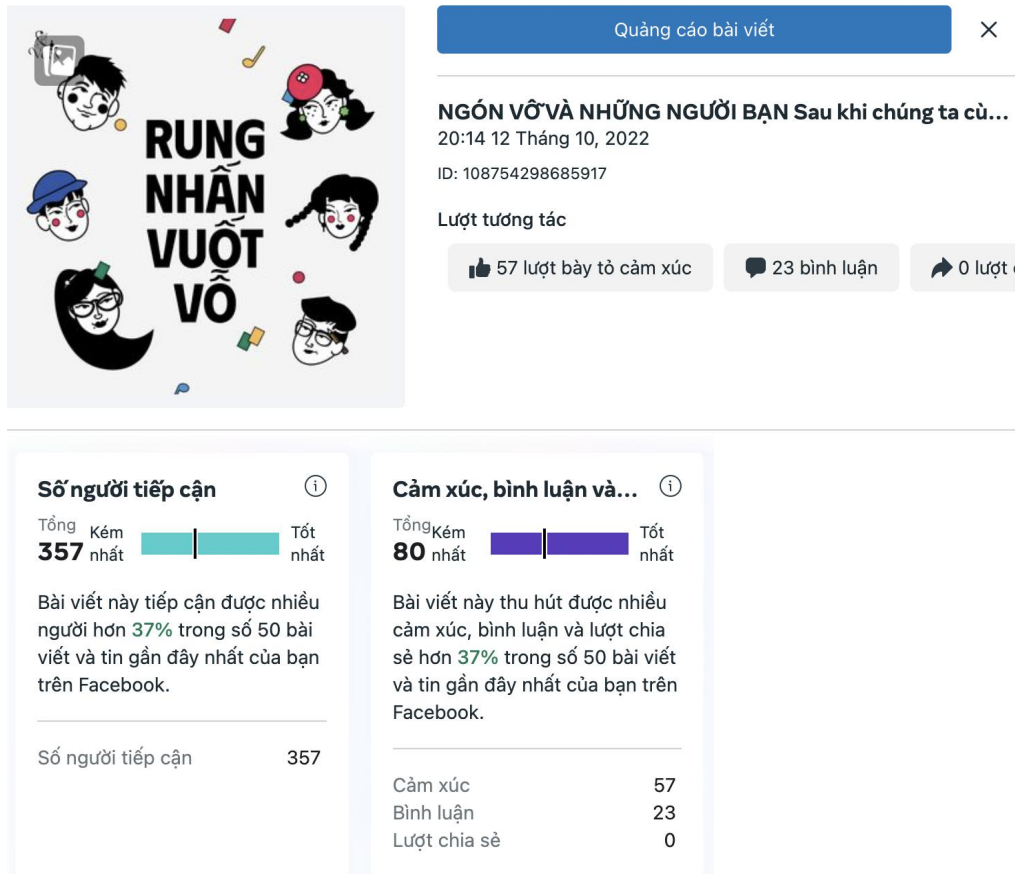 Quảng cáo bài viết
RUNG
NHẤN
VUỐT
VỖ
NGÓN VỠ VÀ NHỮNG NGƯỜI BẠN Sau khi chúng ta cù...
20:14 12 Tháng 10, 2022
ID: 108754298685917
Lượt tương tác
57 lượt bày tỏ cảm xúc
23 bình luận
0 lượt
Số người tiếp cận
Tổng
357
Kém
nhất
Tốt
nhất
Bài viết này tiếp cận được nhiều
người hơn 37% trong số 50 bài
viết và tin gần đây nhất của bạn
trên Facebook.
Số người tiếp cận 357
Cảm xúc, bình luận và...
Tổng
80
Kém
nhất
Tốt
nhất
Bài viết này thu hút được nhiều
cảm xúc, bình luận và lượt chia
sẻ hơn 37% trong số 50 bài viết
và tin gần đây nhất của bạn trên
Facebook.
Cảm xúc 57
Bình luận 23
Lượt chia sẻ 0